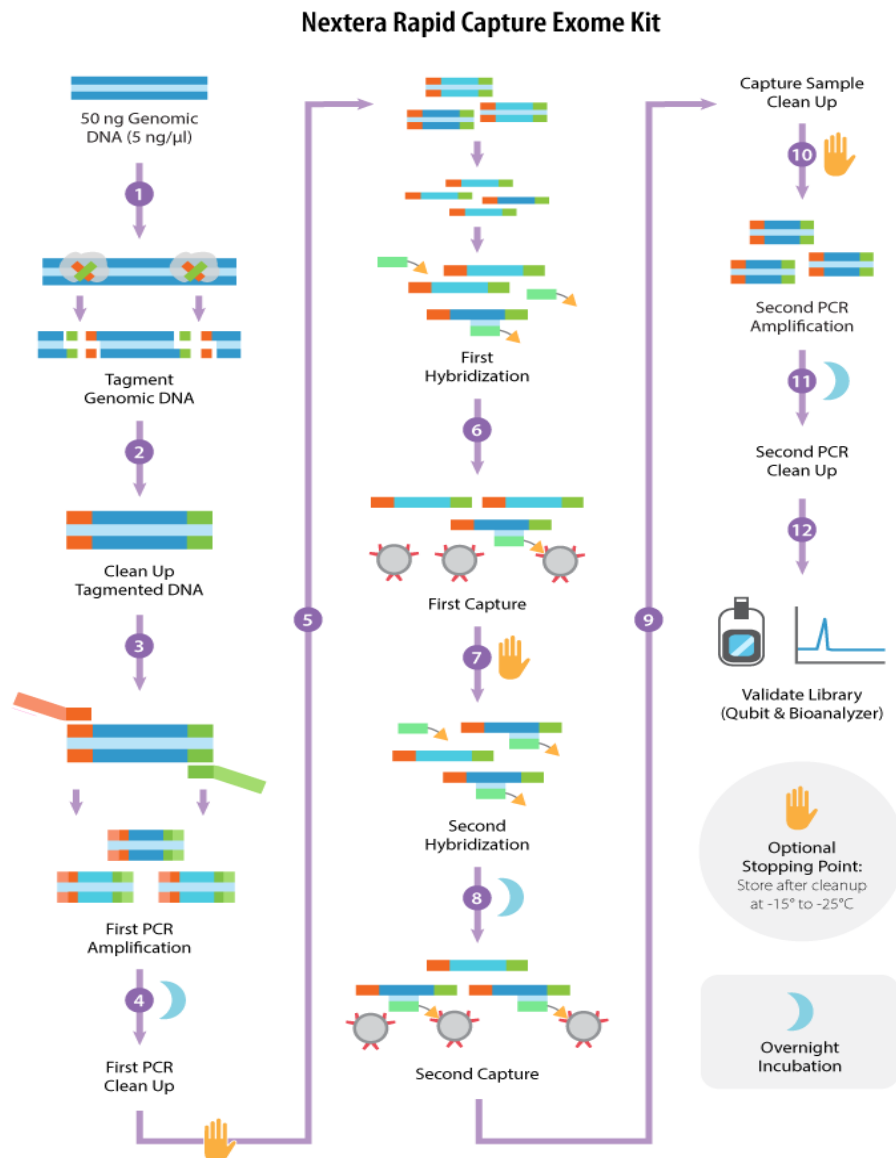 Nextera Rapid Capture Exome Kit
50 ng Genomic
DNA (5 ng/µl)
1
Tagment
Genomic DNA
2
Clean Up
Tagmented DNA
3
First PCR
Amplification
4
First PCR
Clean Up
5
First
Hybridization
6
First Capture
7
Second
Hybridization
8
Second Capture
9
Capture Sample
Clean Up
10
Second PCR
Amplification
11
Second PCR
Clean Up
12
Validate Library
(Qubit & Bioanalyzer)
Optional
Stopping Point:
Store after cleanup
at -15° to -25°C
Overnight
Incubation